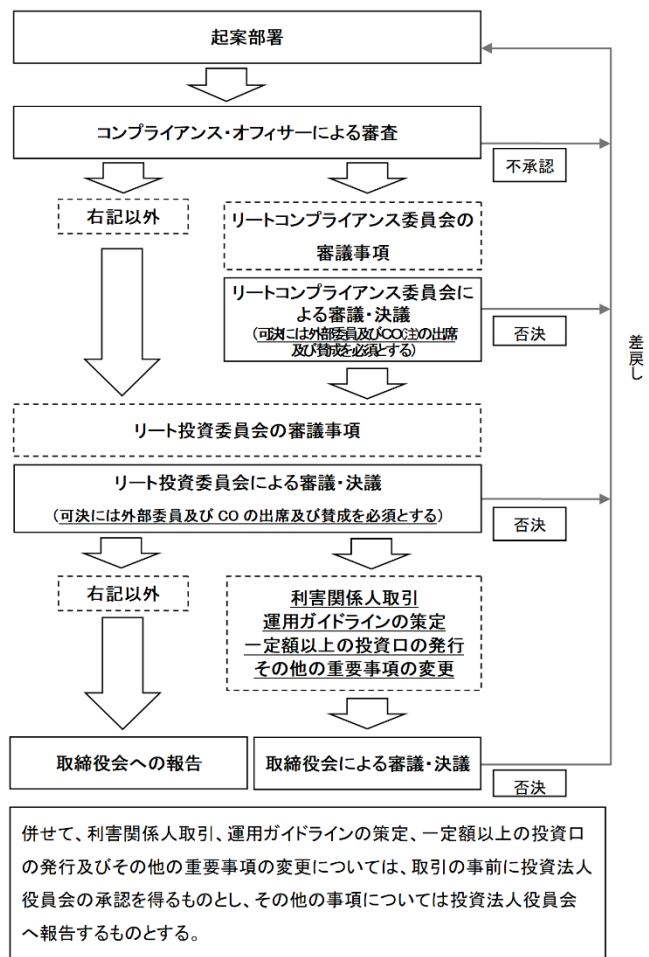 起案部署
コンプライアンス・オフィサーによる審査
不承認
右記以外
リートコンプライアンス委員会の
審議事項
リートコンプライアンス委員会に
よる審議・決議
（可決には外部委員及びCO（注）の出席
及び賛成を必須とする）
否決
差戻し
リート投資委員会の審議事項
リート投資委員会による審議・決議
（可決には外部委員及び CO の出席及び賛成を必須とする）
否決
右記以外
利害関係人取引
運用ガイドラインの策定
一定額以上の投資口の発行
その他の重要事項の変更
取締役会への報告
取締役会による審議・決議
否決
併せて、利害関係人取引、運用ガイドラインの策定、一定額以上の投資口
の発行及びその他の重要事項の変更については、取引の事前に投資法人
役員会の承認を得るものとし、その他の事項については投資法人役員会
へ報告するものとする。